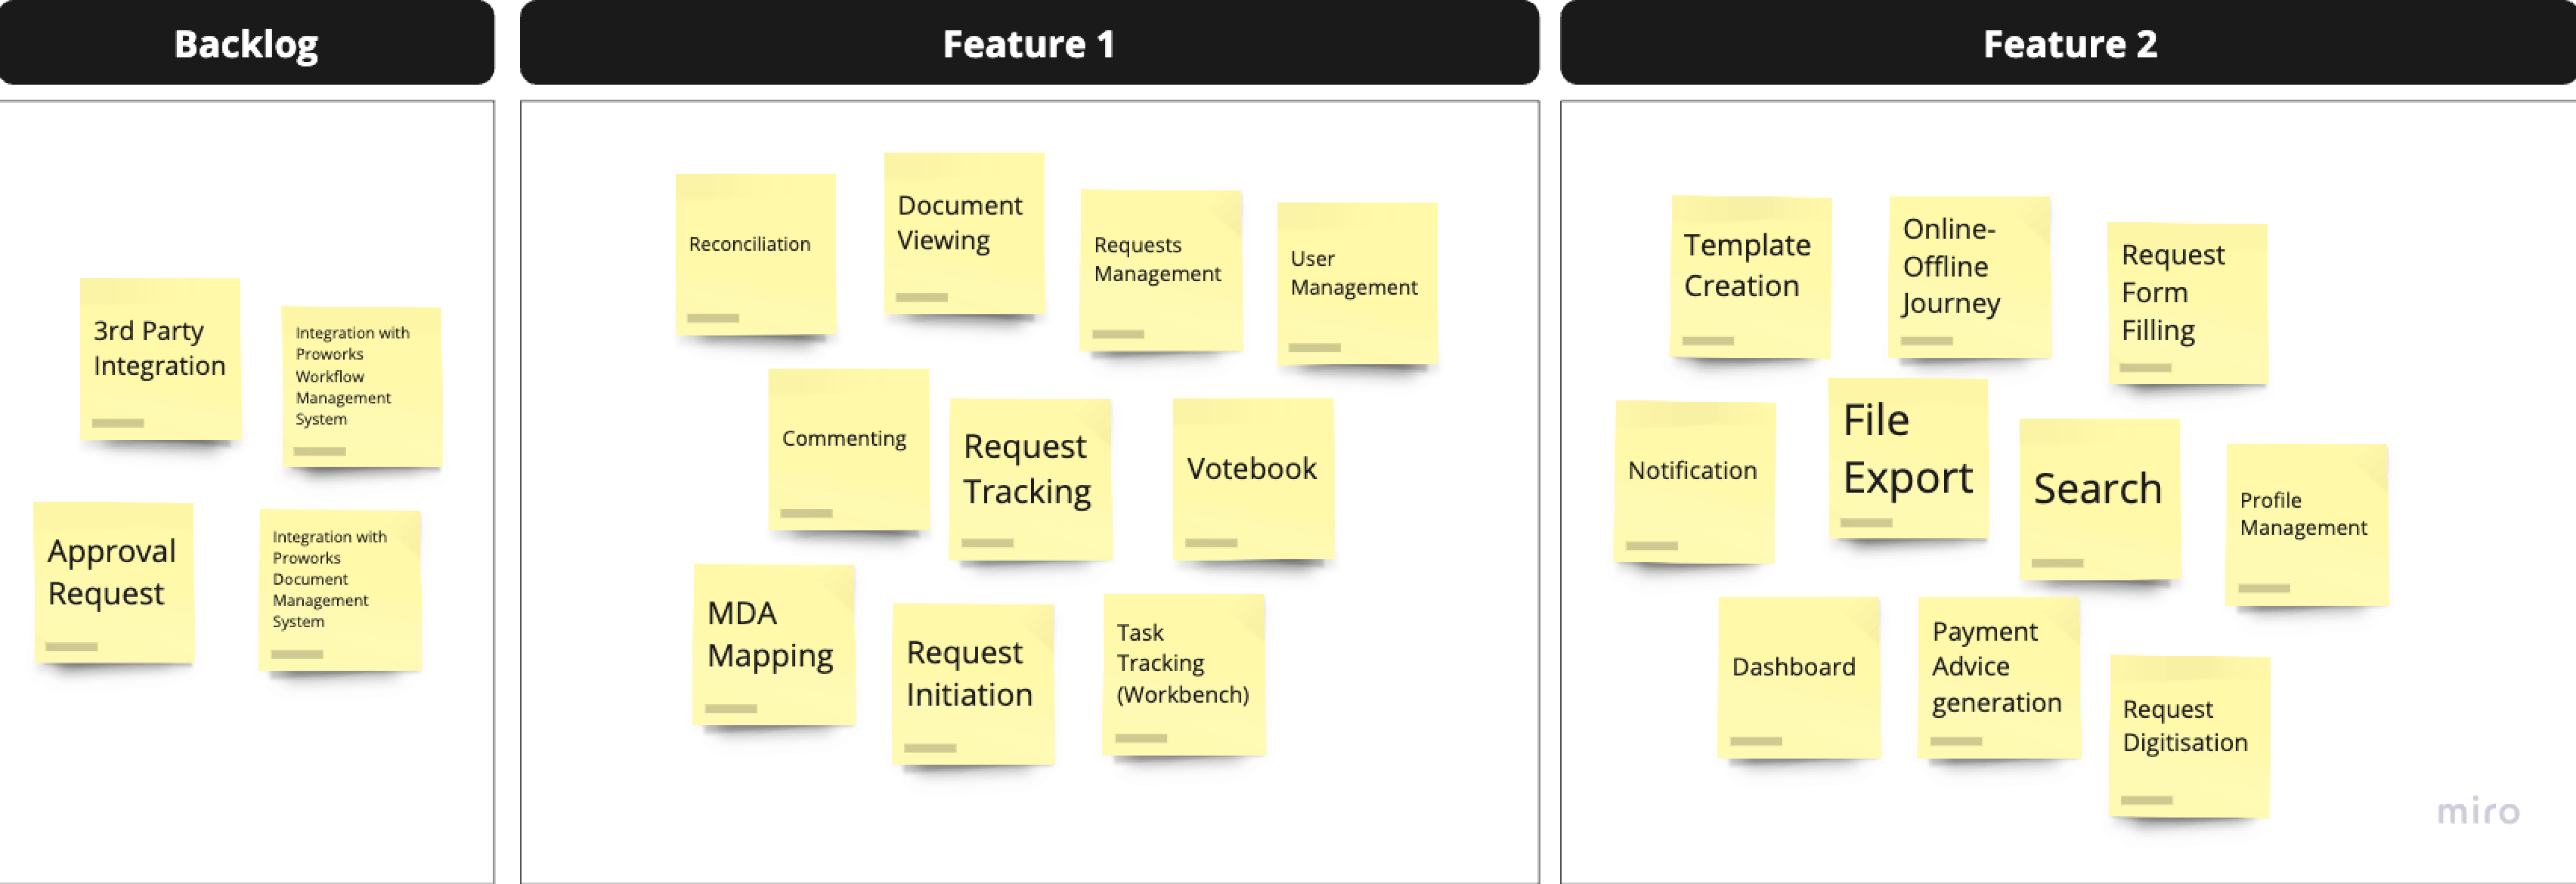 Backlog
Feature 1
Feature 2
3rd Party
Integration
Integration with
Proworks
Workflow
Management
System
Approval
Request
Integration with
Proworks
Document
Management
System
Reconciliation
Document
Viewing
Requests
Management
User
Management
Commenting
Request
Tracking
Votebook
MDA
Mapping
Request
Initiation
Task
Tracking
(Workbench)
Template
Creation
Online-
Offline
Journey
Request
Form
Filling
Notification
File
Export
Search
Profile
Management
Dashboard
Payment
Advice
generation
Request
Digitisation
miro